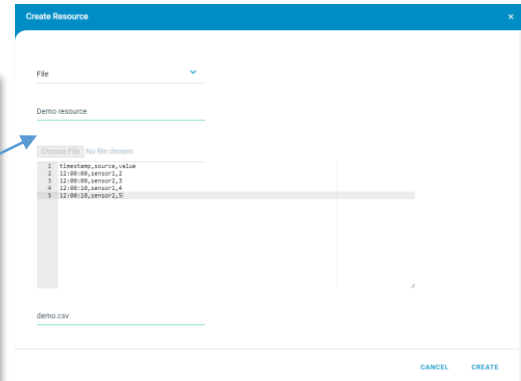 Create Resource ×
File
Demo resource
Choose File No file chosen
1 timestamp,source,value
2 12:00:00,sensor1,2
3 12:00:00,sensor2,3
4 12:00:10,sensor1,4
5 12:00:10,sensor2,5
demo.csv
CANCEL CREATE